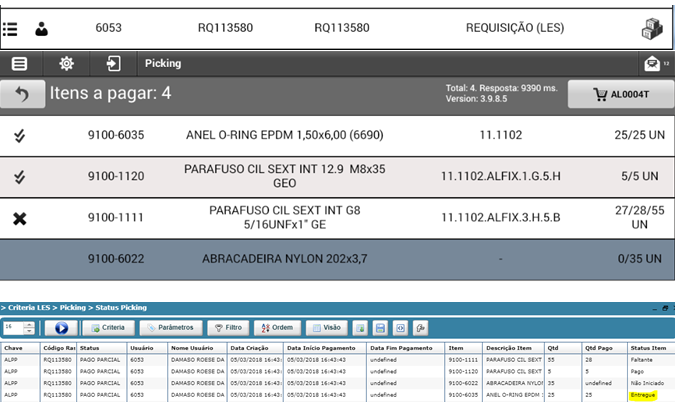 6053 RQ113580 RQ113580 REQUISIÇÃO (LES)
Picking 12
Itens a pagar: 4 Total: 4. Resposta: 9390 ms. AL0004T
Version: 3.9.8.5
9100-6035 ANEL O-RING EPDM 1,50x6,00 (6690) 11.1102 25/25 UN
9100-1120 PARAFUSO CIL SEXT INT 12.9 M8x35 11.1102.ALFIX.1.G.5.H 5/5 UN
GEO
9100-1111 PARAFUSO CIL SEXT INT G8 11.1102.ALFIX.3.H.5.B 27/28/55
5/16UNFx1" GE UN
9100-6022 ABRACADEIRA NYLON 202x3,7 - 0/35 UN
> Critéria LES > Picking > Status Picking
16 Critéria Parâmetros Filtro Ordem Visão
Chave Código Ras Status Usuário Nome Usuário Data Criação Data Início Pagamento Data Fim Pagamento Item Descrição Item Qtd Qtd Pago Status Item
ALPP RQ113580 PAGO PARCIAL 6053 DAMASO ROESE DA 05/03/2018 16:43: 05/03/2018 16:43:43 undefined 9100-1111 PARAFUSO CIL SEXT 55 28 Faltante
ALPP RQ113580 PAGO PARCIAL 6053 DAMASO ROESE DA 05/03/2018 16:43: 05/03/2018 16:43:43 undefined 9100-1120 PARAFUSO CIL SEXT 5 5 Pago
ALPP RQ113580 PAGO PARCIAL 6053 DAMASO ROESE DA 05/03/2018 16:43: 05/03/2018 16:43:43 undefined 9100-6022 ABRACADEIRA NYLO 35 undefined Não Iniciado
ALPP RQ113580 PAGO PARCIAL 6053 DAMASO ROESE DA 05/03/2018 16:43: 05/03/2018 16:43:43 undefined 9100-6035 ANEL O-RING EPDM 25 25 Entregue